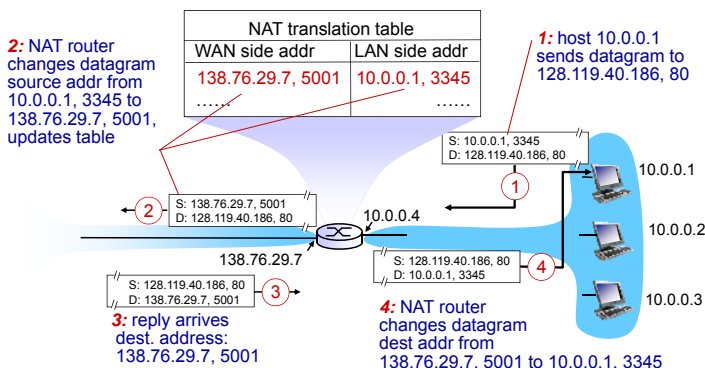 NAT translation table
WAN side addr LAN side addr
138.76.29.7, 5001 10.0.0.1, 3345
…… ……
2: NAT router
changes datagram
source addr from
10.0.0.1, 3345 to
138.76.29.7, 5001,
updates table
1: host 10.0.0.1
sends datagram to
128.119.40.186, 80
S: 10.0.0.1, 3345
D: 128.119.40.186, 80
1
10.0.0.1
S: 138.76.29.7, 5001
D: 128.119.40.186, 80
2
10.0.0.4
10.0.0.2
138.76.29.7
S: 128.119.40.186, 80
D: 10.0.0.1, 3345
4
S: 128.119.40.186, 80
D: 138.76.29.7, 5001
3
10.0.0.3
3: reply arrives
dest. address:
138.76.29.7, 5001
4: NAT router
changes datagram
dest addr from
138.76.29.7, 5001 to 10.0.0.1, 3345